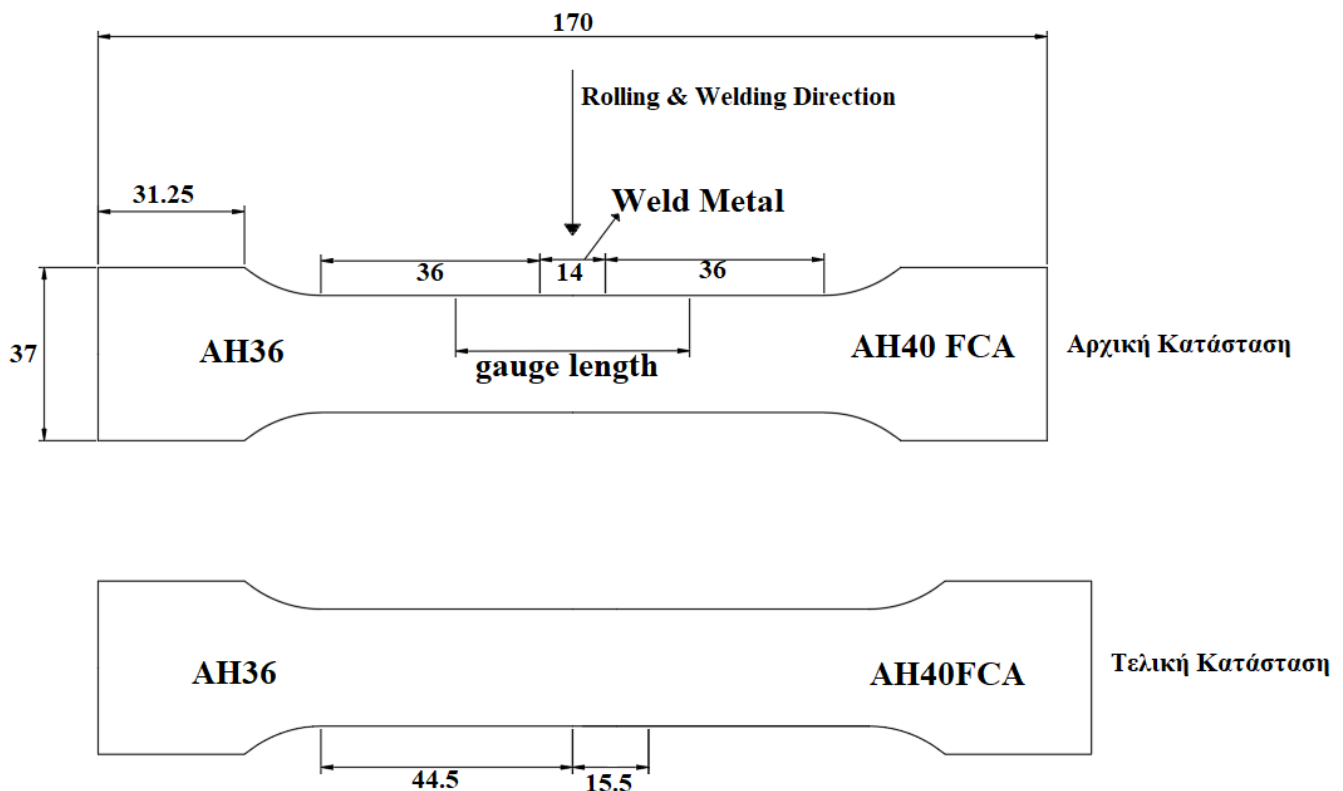 170
Rolling & Welding Direction
31.25
Weld Metal
36
14
36
37
AH36
AH40 FCA
Αρχική Κατάσταση
gauge length
AH36
AH40FCA
Τελική Κατάσταση
44.5
15.5